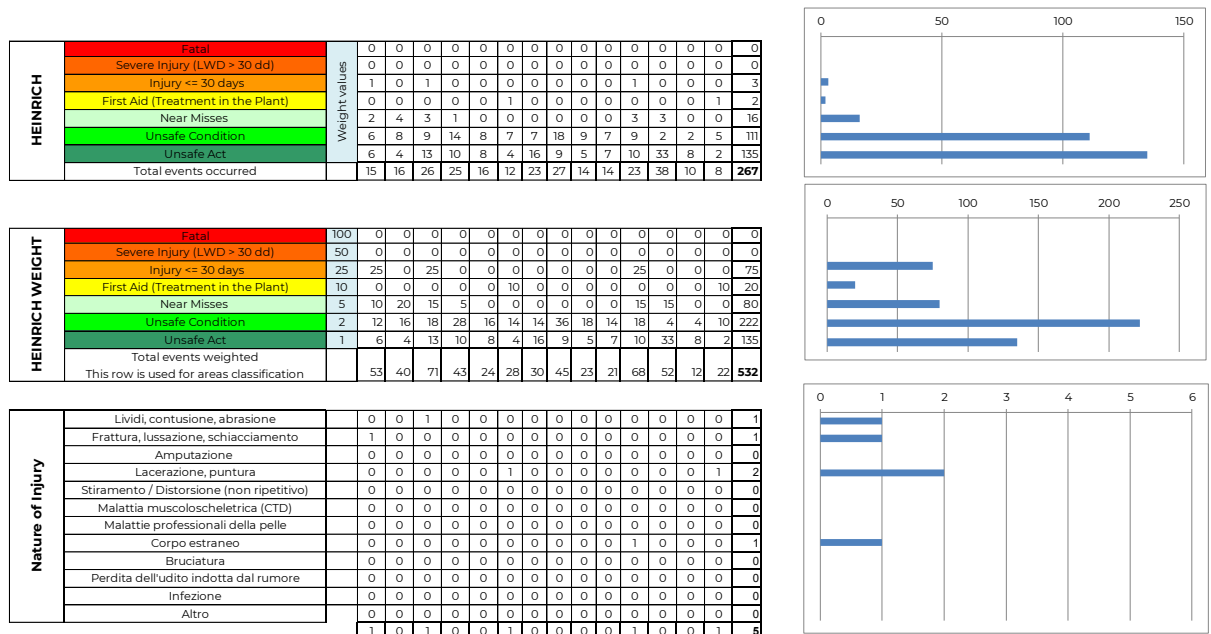 0 50 100 150
HEINRICH
Weight values
Fatal 0 0 0 0 0 0 0 0 0 0 0 0 0 0 0
Severe Injury (LWD > 30 dd) 0 0 0 0 0 0 0 0 0 0 0 0 0 0 0
Injury <= 30 days 1 0 1 0 0 0 0 0 0 0 1 0 0 0 3
First Aid (Treatment in the Plant) 0 0 0 0 0 1 0 0 0 0 0 0 0 1 2
Near Misses 2 4 3 1 0 0 0 0 0 0 3 3 0 0 16
Unsafe Condition 6 8 9 14 8 7 7 18 9 7 9 2 2 5 111
Unsafe Act 6 4 13 10 8 4 16 9 5 7 10 33 8 2 135
Total events occurred 15 16 26 25 16 12 23 27 14 14 23 38 10 8 267
0 50 100 150 200 250
HEINRICH WEIGHT
Fatal 100 0 0 0 0 0 0 0 0 0 0 0 0 0 0 0
Severe Injury (LWD > 30 dd) 50 0 0 0 0 0 0 0 0 0 0 0 0 0 0 0
Injury <= 30 days 25 25 0 25 0 0 0 0 0 0 0 25 0 0 0 75
First Aid (Treatment in the Plant) 10 0 0 0 0 0 10 0 0 0 0 0 0 0 10 20
Near Misses 5 10 20 15 5 0 0 0 0 0 0 15 15 0 0 80
Unsafe Condition 2 12 16 18 28 16 14 14 36 18 14 18 4 4 10 222
Unsafe Act 1 6 4 13 10 8 4 16 9 5 7 10 33 8 2 135
Total events weighted
This row is used for areas classification 53 40 71 43 24 28 30 45 23 21 68 52 12 22 532
0 1 2 3 4 5 6
Nature of Injury
Lividi, contusione, abrasione 0 0 1 0 0 0 0 0 0 0 0 0 0 0 1
Frattura, lussazione, schiacciamento 1 0 0 0 0 0 0 0 0 0 0 0 0 0 1
Amputazione 0 0 0 0 0 0 0 0 0 0 0 0 0 0 0
Lacerazione, puntura 0 0 0 0 0 1 0 0 0 0 0 0 0 1 2
Stiramento / Distorsione (non ripetitivo) 0 0 0 0 0 0 0 0 0 0 0 0 0 0 0
Malattia muscoloscheletrica (CTD) 0 0 0 0 0 0 0 0 0 0 0 0 0 0 0
Malattie professionali della pelle 0 0 0 0 0 0 0 0 0 0 0 0 0 0 0
Corpo estraneo 0 0 0 0 0 0 0 0 0 0 1 0 0 0 1
Bruciatura 0 0 0 0 0 0 0 0 0 0 0 0 0 0 0
Perdita dell'udito indotta dal rumore 0 0 0 0 0 0 0 0 0 0 0 0 0 0 0
Infezione 0 0 0 0 0 0 0 0 0 0 0 0 0 0 0
Altro 0 0 0 0 0 0 0 0 0 0 0 0 0 0 0
1 0 1 0 0 1 0 0 0 0 1 0 0 1 5